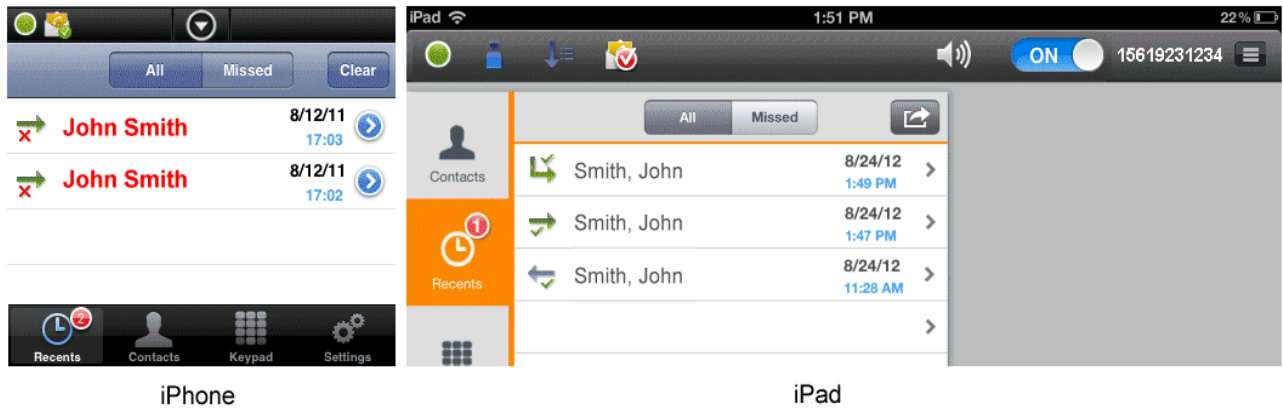 All Missed Clear
John Smith 8/12/11
17:03
John Smith 8/12/11
17:02
2
Recents Contacts Keypad Settings
iPhone
iPad 1:51 PM 22%
ON 15619231234
All Missed
Contacts
Smith, John 8/24/12
1:49 PM
1
Recents
Smith, John 8/24/12
1:47 PM
Smith, John 8/24/12
11:28 AM
iPad